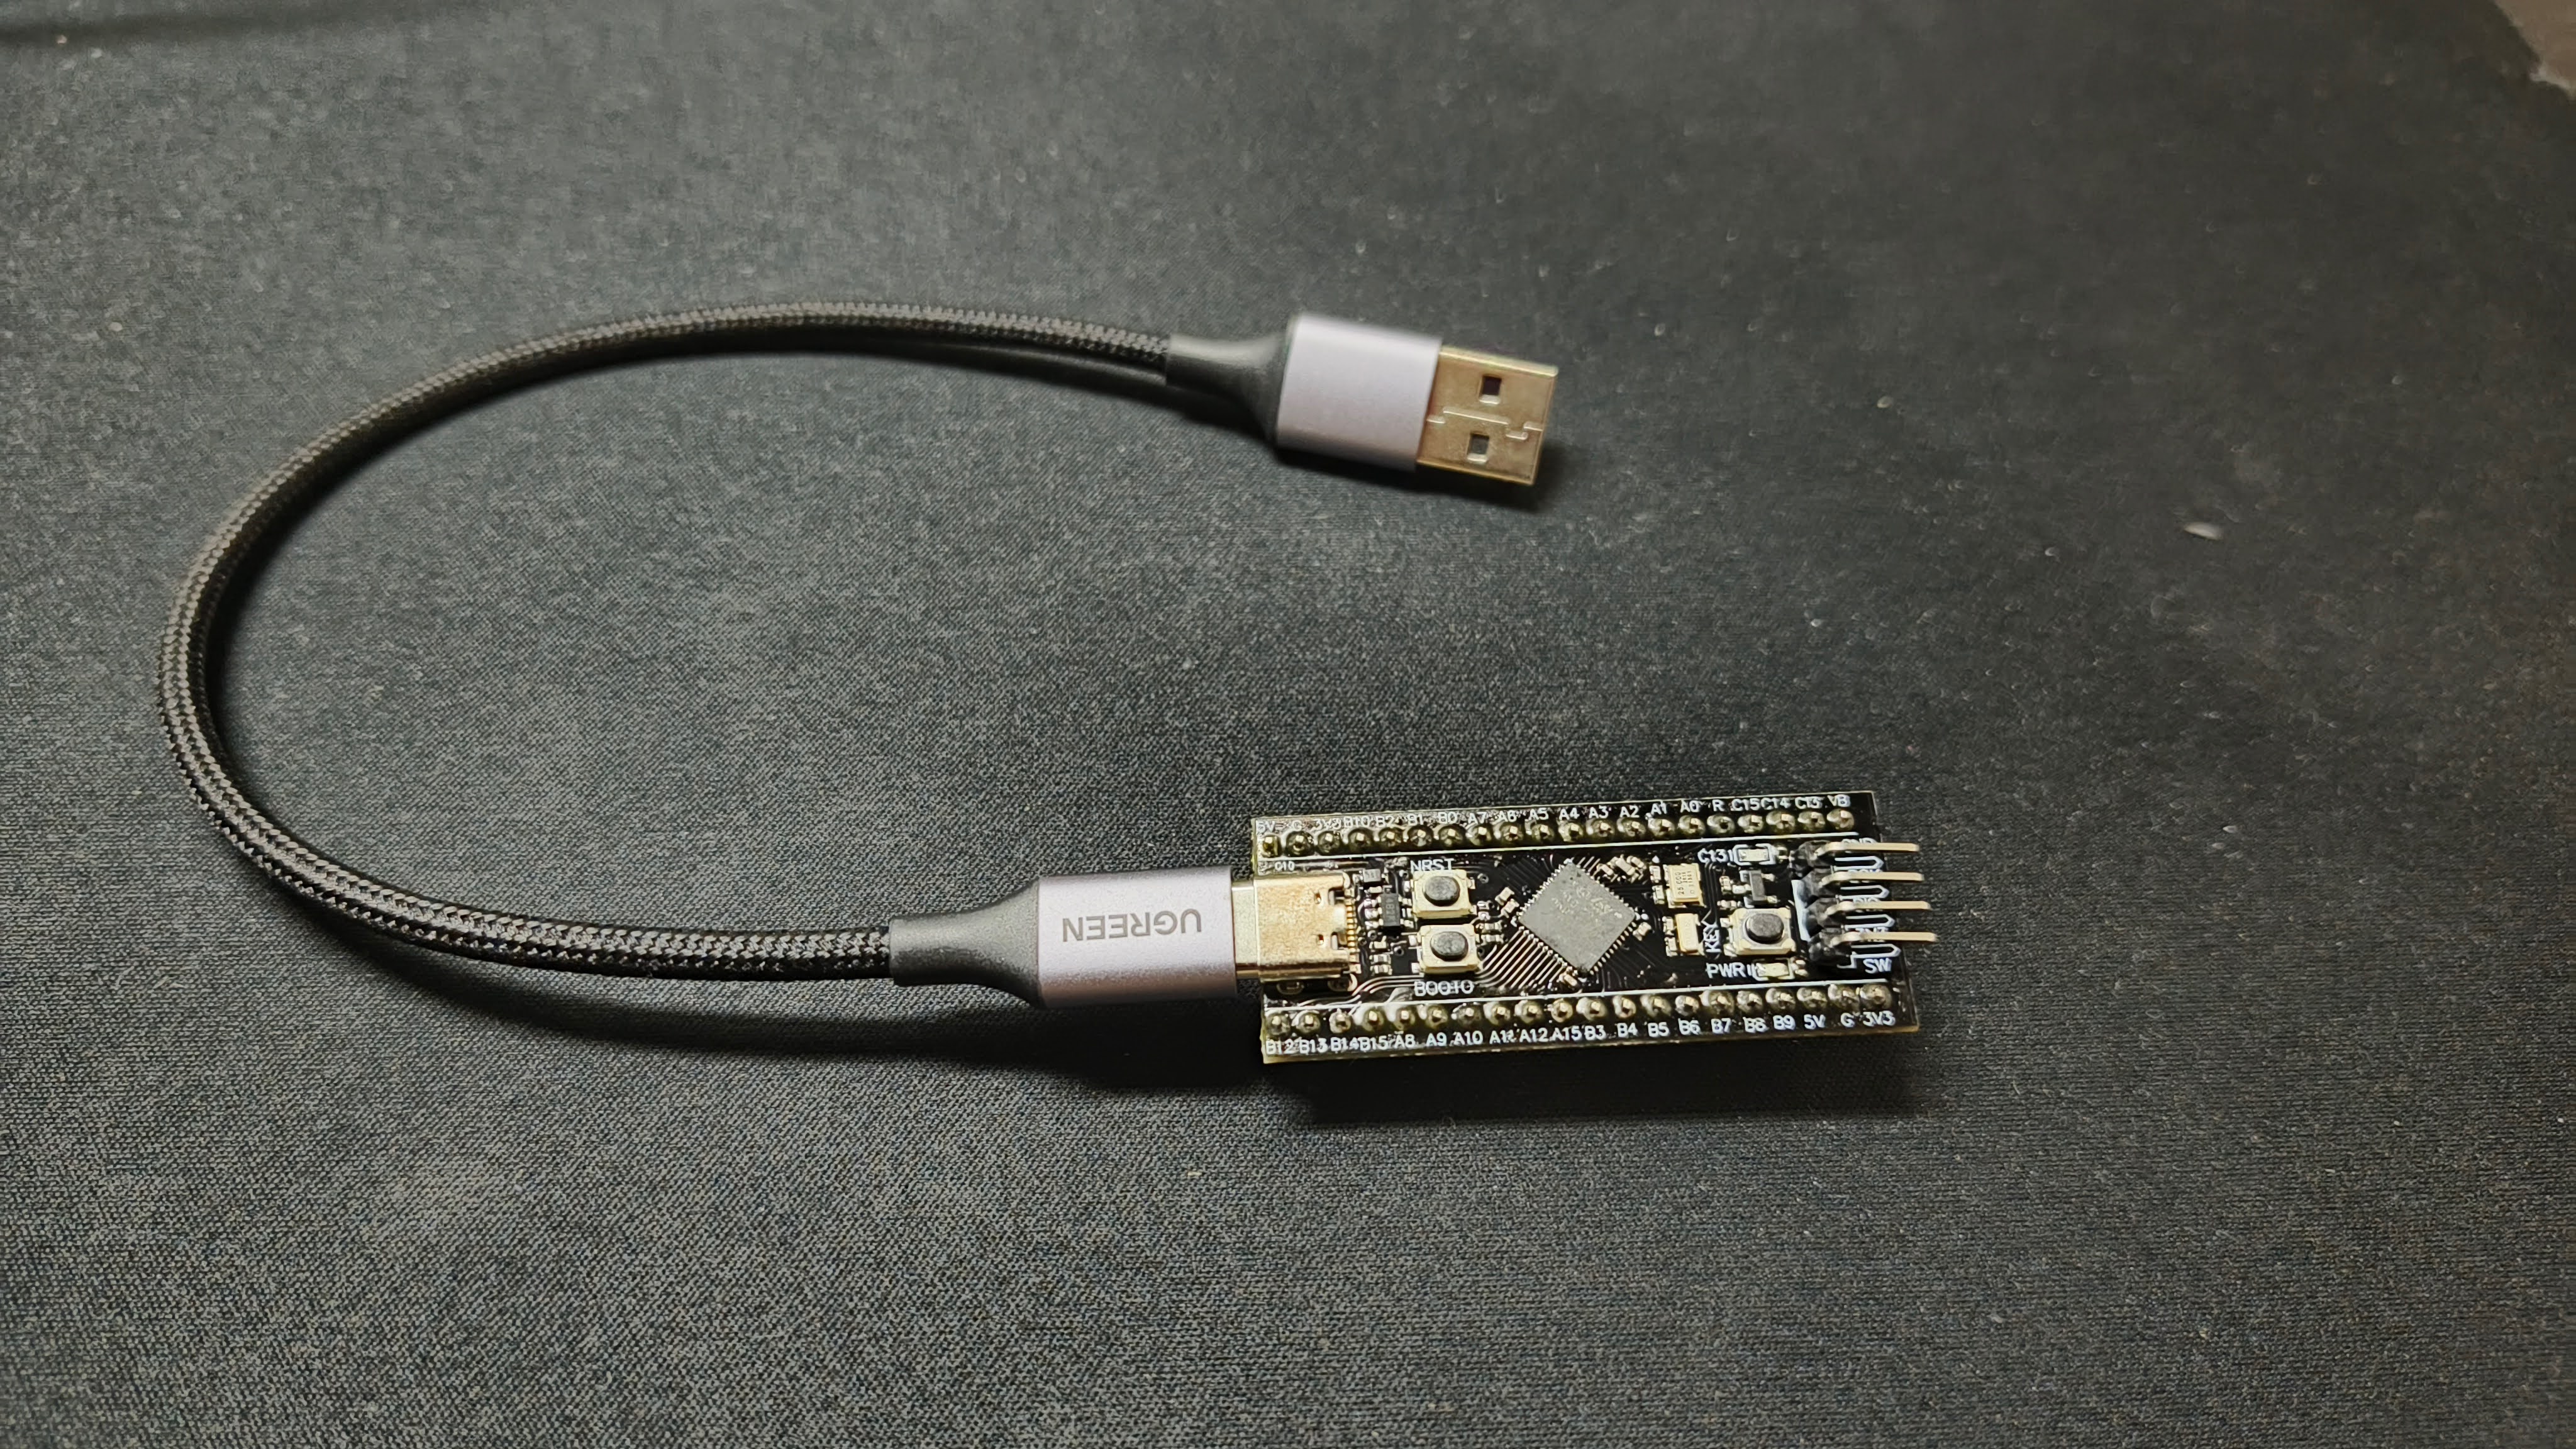 5V G 3V3 B10 B2 B1 B0 A7 A6 A5 A4 A3 A2 A1 A0 R C15 C14 C13 VB
NRST
C13
UGREEN
KEY
PWR
BOOT0
SW
B12 B13 B14 B15 A8 A9 A10 A11 A12 A15 B3 B4 B5 B6 B7 B8 B9 5V G 3V3